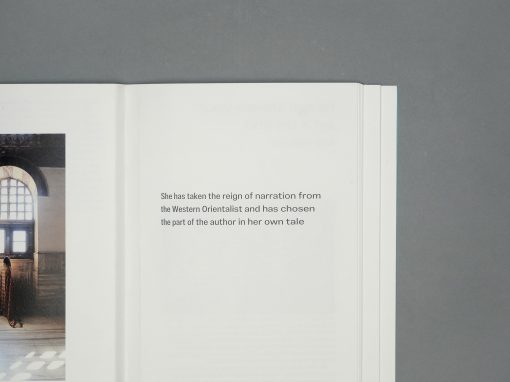 She has taken the reign of narration from
the Western Orientalist and has chosen
the part of the author in her own tale